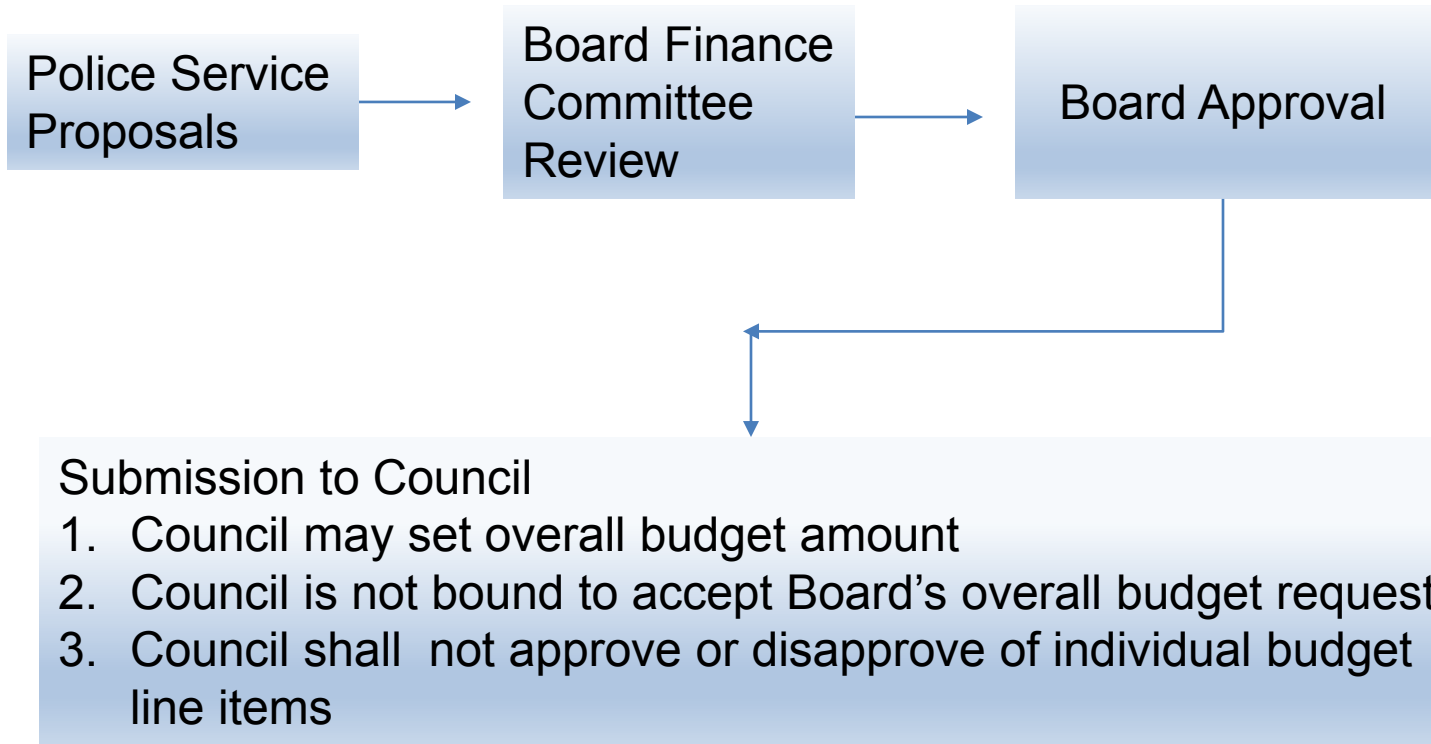 Police Service
Proposals
Board Finance
Committee
Review
Board Approval
Submission to Council
1. Council may set overall budget amount
2. Council is not bound to accept Board’s overall budget request
3. Council shall  not approve or disapprove of individual budget
line items